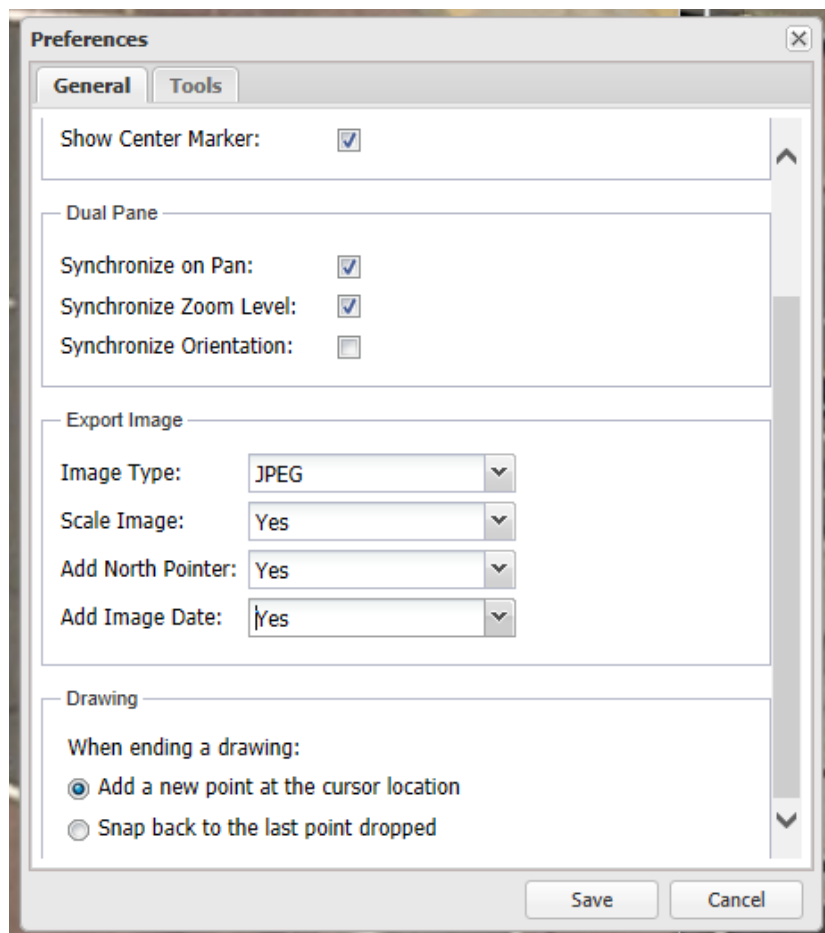 Preferences
General Tools
Show Center Marker:
Dual Pane
Synchronize on Pan:
Synchronize Zoom Level:
Synchronize Orientation:
Export Image
Image Type: JPEG
Scale Image: Yes
Add North Pointer: Yes
Add Image Date: Yes
Drawing
When ending a drawing:
Add a new point at the cursor location
Snap back to the last point dropped
Save Cancel